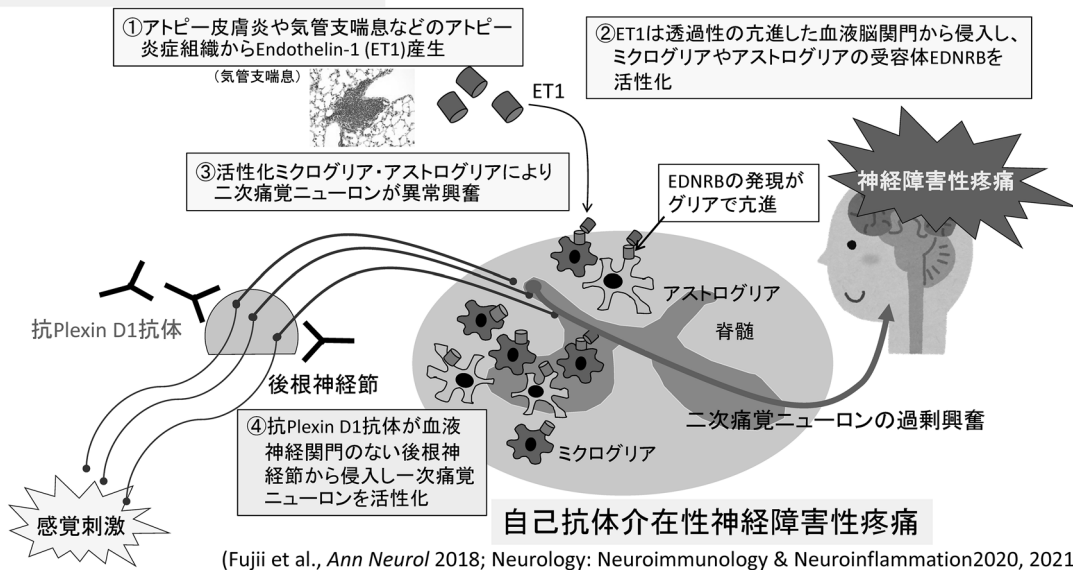 ①アトピー皮膚炎や気管支喘息などのアトピー
炎症組織からEndothelin-1 (ET1)産生
（気管支喘息）
ET1
②ET1は透過性の亢進した血液脳関門から侵入し、
ミクログリアやアストログリアの受容体EDNRBを
活性化
③活性化ミクログリア・アストログリアにより
二次痛覚ニューロンが異常興奮
EDNRBの発現が
グリアで亢進
神経障害性疼痛
アストログリア
脊髄
抗Plexin D1抗体
後根神経節
④抗Plexin D1抗体が血液
神経関門のない後根神
経節から侵入し一次痛覚
ニューロンを活性化
ミクログリア
二次痛覚ニューロンの過剰興奮
感覚刺激
自己抗体介在性神経障害性疼痛
(Fujii et al., Ann Neurol 2018; Neurology: Neuroimmunology & Neuroinflammation2020, 2021